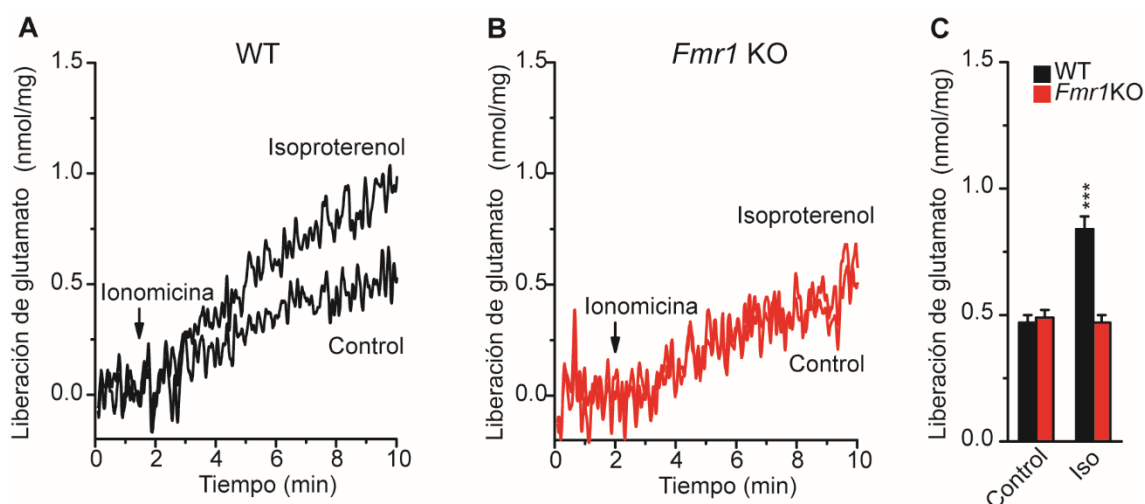 A
WT
Liberación de glutamato (nmol/mg)
1.5
1.0
0.5
0.0
Isoproterenol
Ionomicina
Control
0 2 4 6 8 10
Tiempo (min)
B
Fmr1 KO
Liberación de glutamato (nmol/mg)
1.5
1.0
0.5
0.0
Isoproterenol
Ionomicina
Control
0 2 4 6 8 10
Tiempo (min)
C
Liberación de glutamato (nmol/mg)
1.5
1.0
0.5
0.0
WT
Fmr1KO
***
Control
Iso